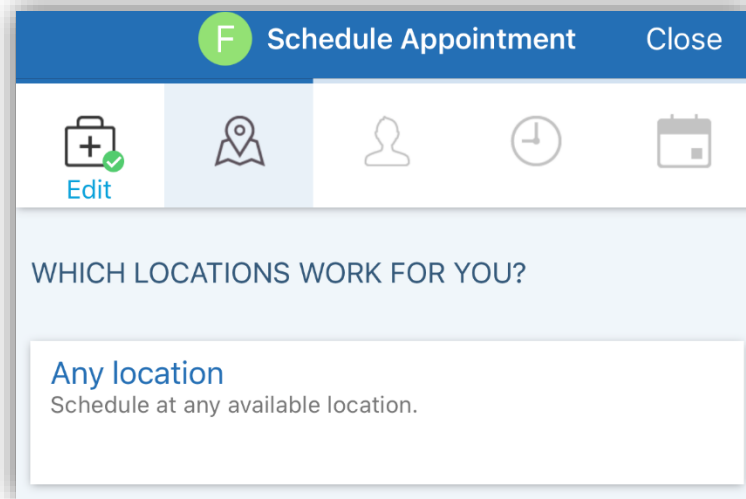 F Schedule Appointment Close
Edit
WHICH LOCATIONS WORK FOR YOU?
Any location
Schedule at any available location.